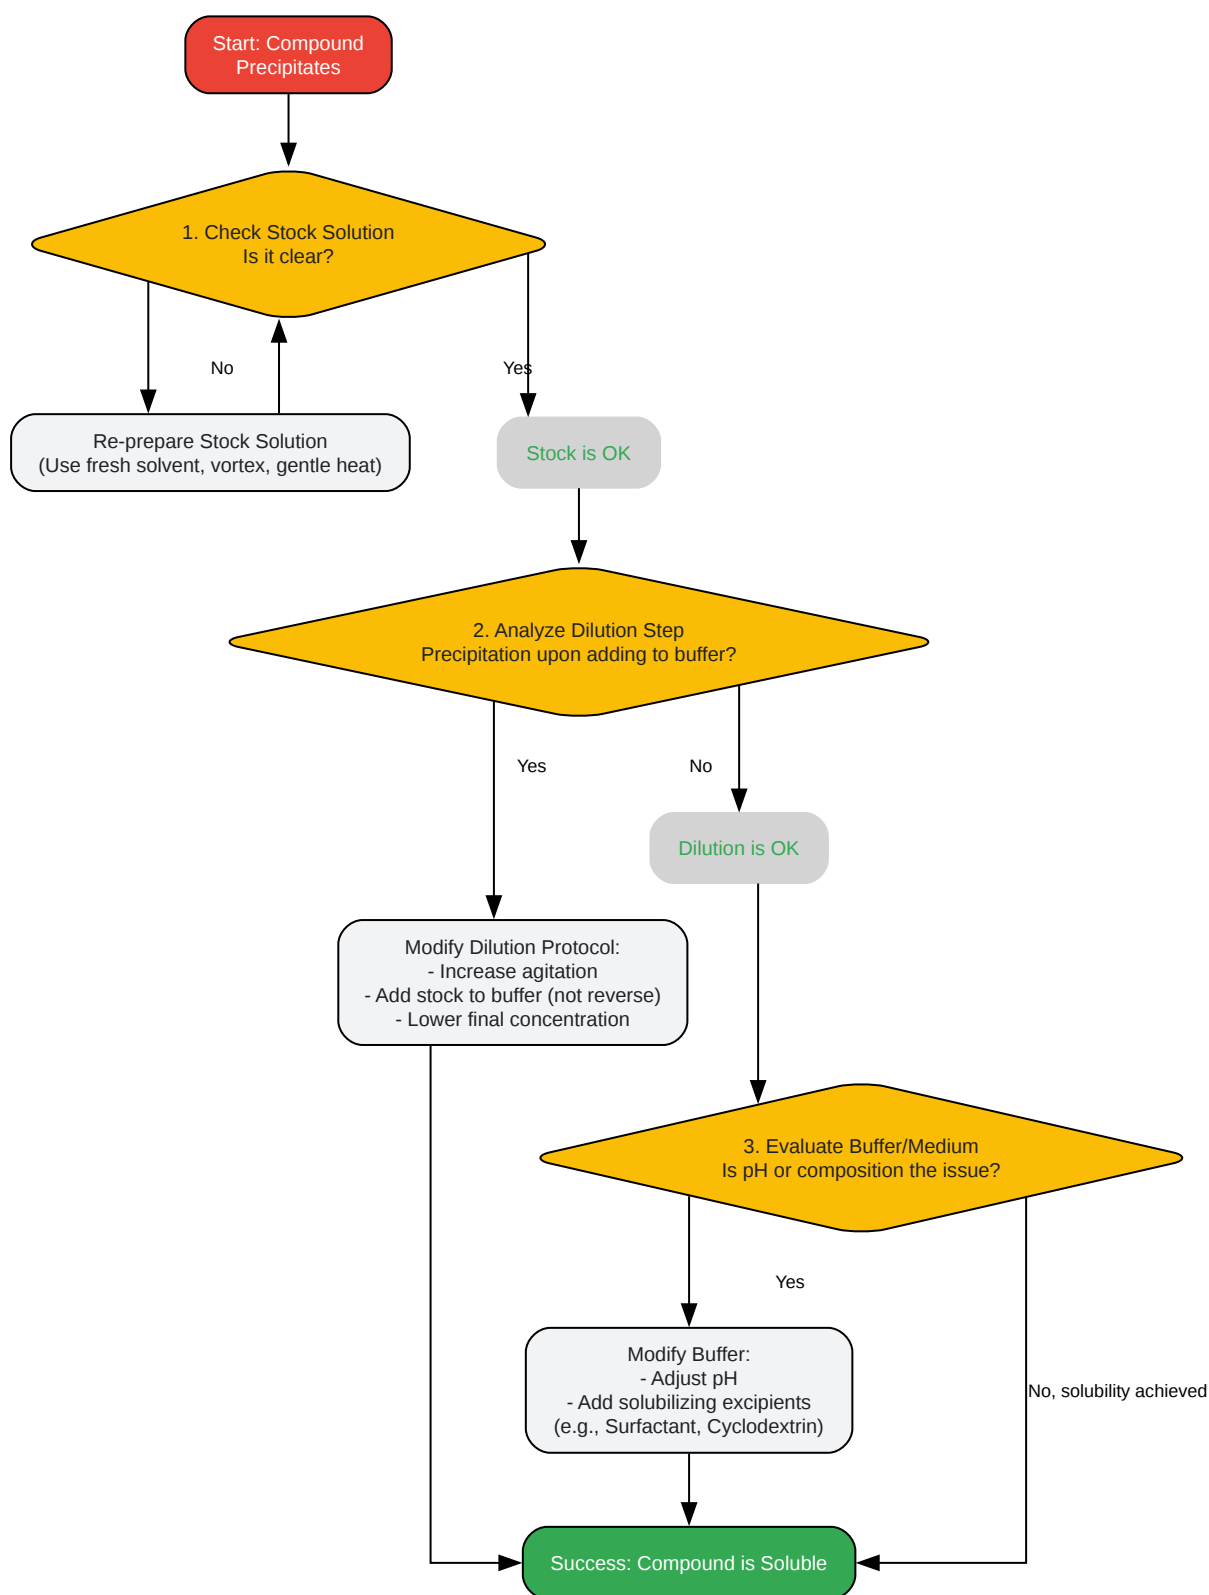 Start: Compound
Precipitates
1. Check Stock Solution
Is it clear?
No
Yes
Re-prepare Stock Solution
(Use fresh solvent, vortex, gentle heat)
Stock is OK
2. Analyze Dilution Step
Precipitation upon adding to buffer?
Yes
No
Dilution is OK
Modify Dilution Protocol:
- Increase agitation
- Add stock to buffer (not reverse)
- Lower final concentration
3. Evaluate Buffer/Medium
Is pH or composition the issue?
Yes
Modify Buffer:
- Adjust pH
- Add solubilizing excipients
(e.g., Surfactant, Cyclodextrin)
No, solubility achieved
Success: Compound is Soluble